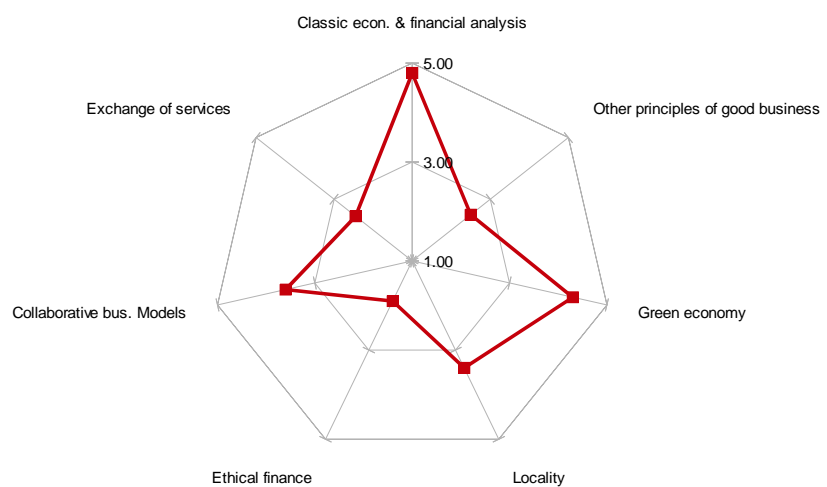 Classic econ. & financial analysis
5.00
Exchange of services
Other principles of good business
3.00
1.00
Collaborative bus. Models
Green economy
Ethical finance
Locality